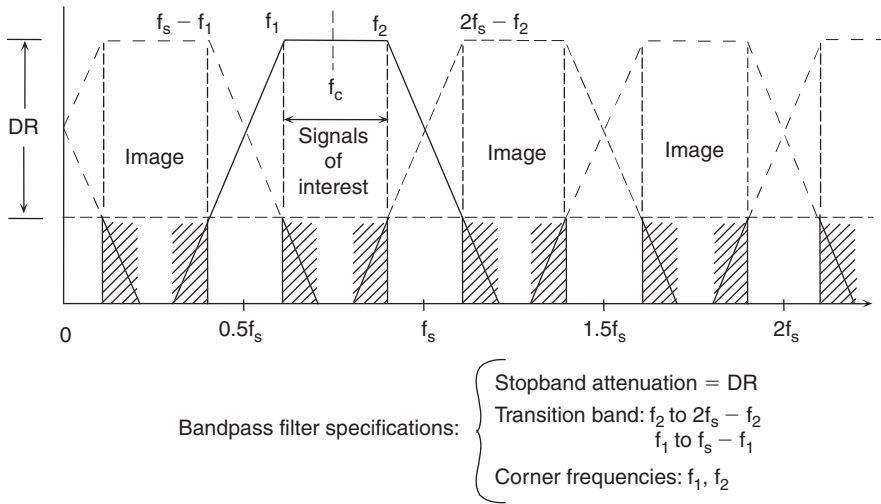 fs – f1 f1 f2 2fs – f2
fc
DR
Signals
of
interest
Image Image Image
0 0.5fs fs 1.5fs 2fs
Stopband attenuation = DR
Transition band: f2 to 2fs – f2
f1 to fs – f1
Bandpass filter specifications:
Corner frequencies: f1, f2